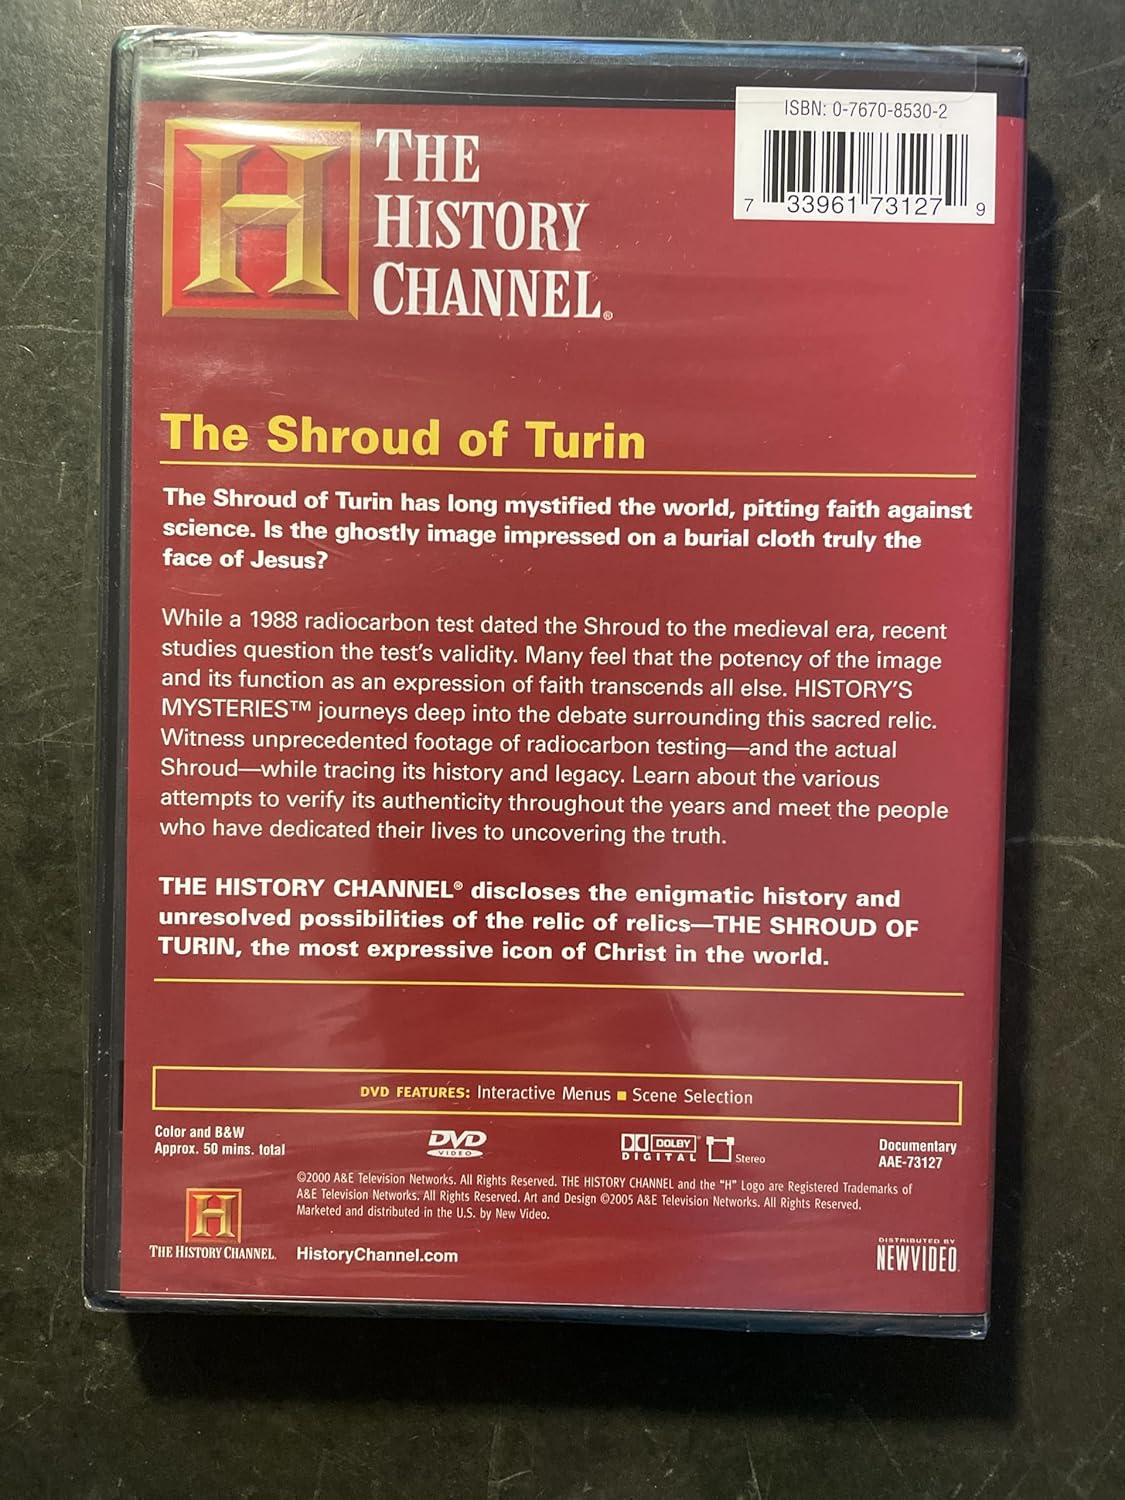 ISBN: 0-7670-8530-2
7 33961 73127 9
H
THE
HISTORY
CHANNEL®
The Shroud of Turin
The Shroud of Turin has long mystified the world, pitting faith against
science. Is the ghostly image impressed on a burial cloth truly the
face of Jesus?
While a 1988 radiocarbon test dated the Shroud to the medieval era, recent
studies question the test's validity. Many feel that the potency of the image
and its function as an expression of faith transcends all else. HISTORY'S
MYSTERIES™ journeys deep into the debate surrounding this sacred relic.
Witness unprecedented footage of radiocarbon testing—and the actual
Shroud—while tracing its history and legacy. Learn about the various
attempts to verify its authenticity throughout the years and meet the people
who have dedicated their lives to uncovering the truth.
THE HISTORY CHANNEL® discloses the enigmatic history and
unresolved possibilities of the relic of relics—THE SHROUD OF
TURIN, the most expressive icon of Christ in the world.
DVD FEATURES: Interactive Menus ■ Scene Selection
Color and B&W
Approx. 50 mins. total
DVD
VIDEO
DOLBY
DIGITAL
Stereo
Documentary
AAE-73127
©2000 A&E Television Networks. All Rights Reserved. THE HISTORY CHANNEL and the "H" Logo are Registered Trademarks of
A&E Television Networks. All Rights Reserved. Art and Design ©2005 A&E Television Networks. All Rights Reserved.
Marketed and distributed in the U.S. by New Video.
H
THE HISTORY CHANNEL.
HistoryChannel.com
DISTRIBUTED BY
NEWVIDEO